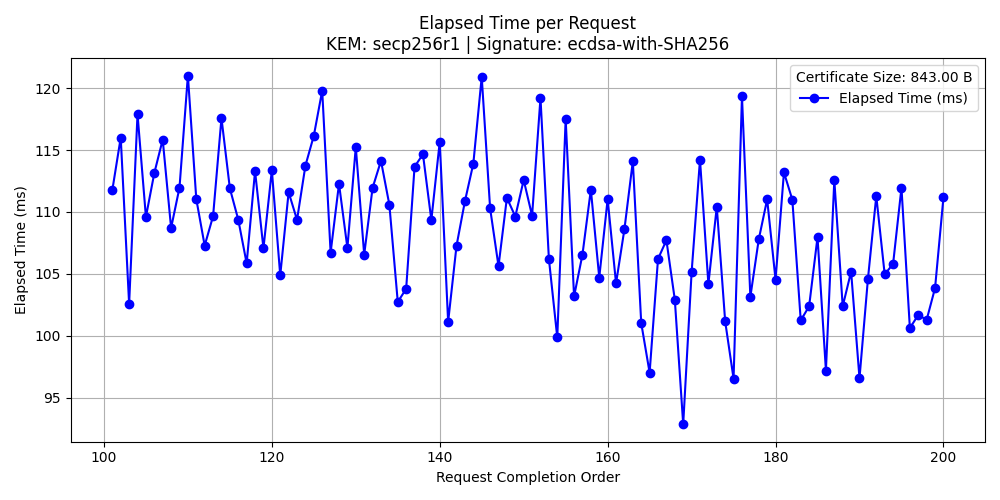 Elapsed Time per Request
KEM: secp256r1 | Signature: ecdsa-with-SHA256
Certificate Size: 843.00 B
Elapsed Time (ms)
Elapsed Time (ms)
120
115
110
105
100
95
100 120 140 160 180 200
Request Completion Order